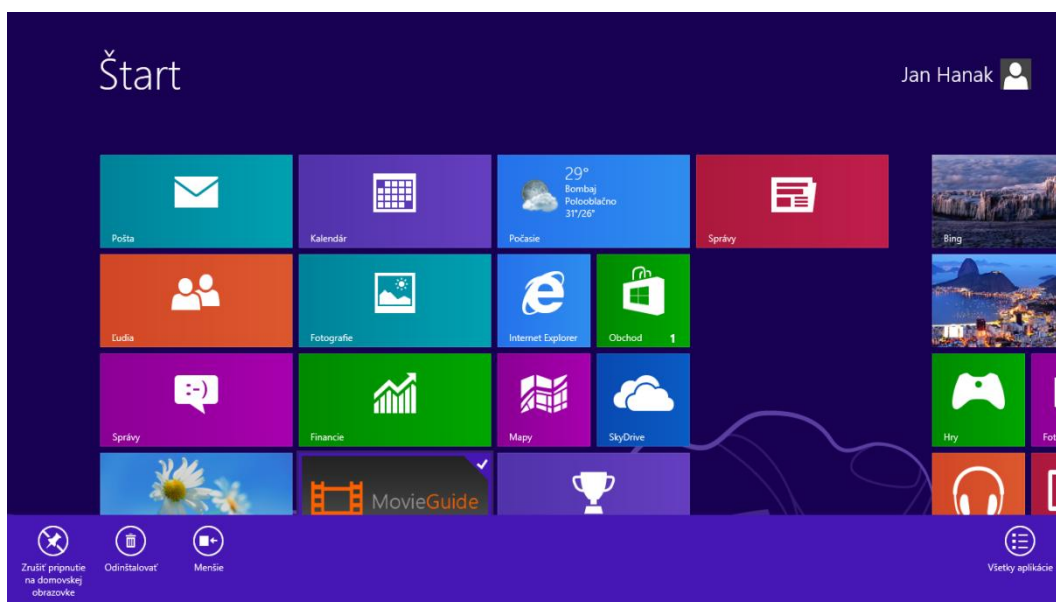 Štart
Jan Hanak
Pošta
Kalendár
29°
Bombaj
Polooblačno
31°/26°
Počasie
Správy
Bing
Ľudia
Fotografie
Internet Explorer
Obchod 1
:-)
Správy
Financie
Mapy
SkyDrive
Hry
Fot
MovieGuide
Zrušiť pripnutie
na domovskej
obrazovke
Odinštalovať
Menšie
Všetky aplikácie